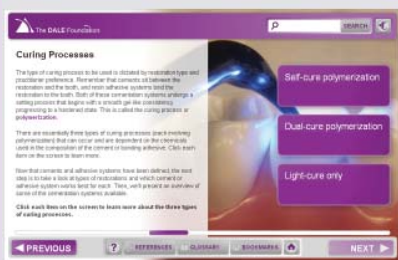 The DALE Foundation
SEARCH
Curing Processes
The type of curing process to be used is dictated by restoration type and
practitioner preference. Remember that cements sit between the
restoration and the tooth, and resin adhesive systems bond the
restoration to the tooth. Both of these cementation systems undergo a
setting process that begins with a smooth gel-like consistency
progressing to a hardened state. This is called the curing process or
polymerization.
There are essentially three types of curing processes (each involving
polymerization) that can occur and are dependent on the chemicals
used in the composition of the cement or bonding adhesive. Click each
item on the screen to learn more.
Now that cements and adhesive systems have been defined, the next
step is to take a look at types of restorations and which cement or
adhesive system works best for each. Then, we'll present an overview of
some of the cementation systems available.
Click each item on the screen to learn more about the three types
of curing processes.
Self-cure polymerization
Dual-cure polymerization
Light-cure only
PREVIOUS
?
REFERENCES
GLOSSARY
BOOKMARKS
NEXT